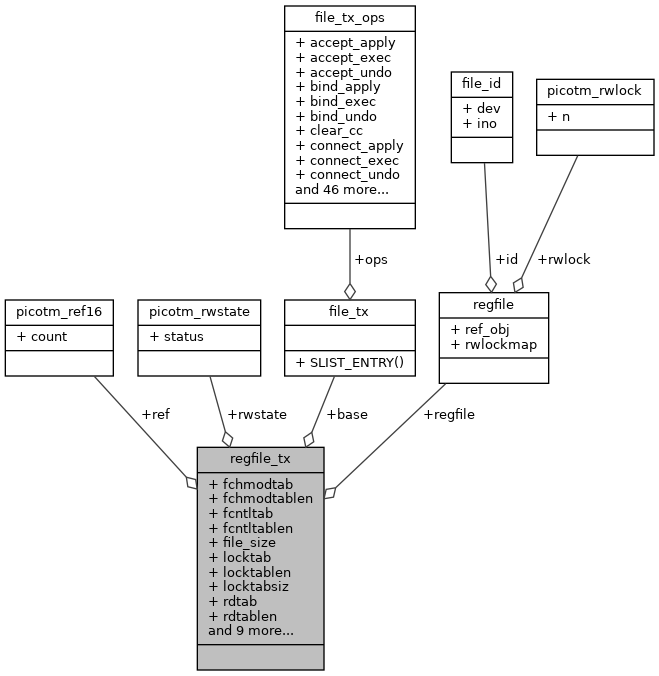 file_tx_ops
+ accept_apply
+ accept_exec
+ accept_undo
+ bind_apply
+ bind_exec
+ bind_undo
+ clear_cc
+ connect_apply
+ connect_exec
+ connect_undo
and 46 more...
file_id
+ dev
+ ino
picotm_rwlock
+ n
+ops
+id
+rwlock
picotm_ref16
+ count
picotm_rwstate
+ status
file_tx
+ SLIST_ENTRY()
regfile
+ ref_obj
+ rwlockmap
+ref
+rwstate
+base
+regfile
regfile_tx
+ fchmodtab
+ fchmodtablen
+ fcntltab
+ fcntltablen
+ file_size
+ locktab
+ locktablen
+ locktabsiz
+ rdtab
+ rdtablen
and 9 more...